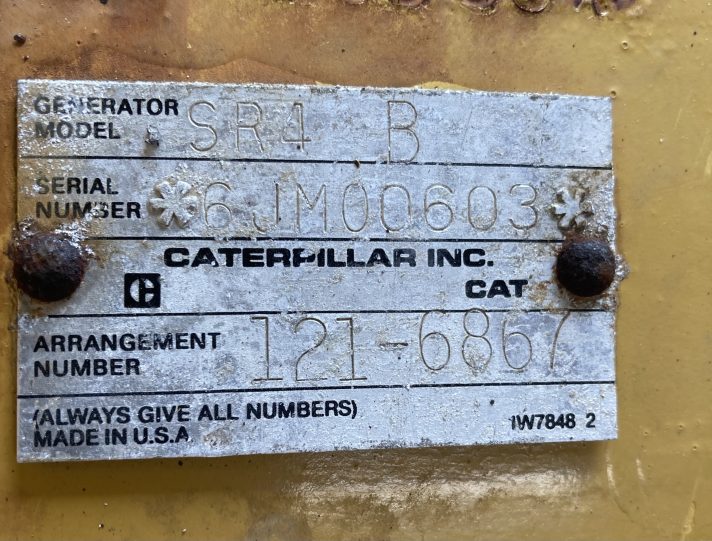 GENERATOR
MODEL SR4 B
SERIAL
NUMBER *6JM00603*
CATERPILLAR INC.
C CAT
ARRANGEMENT
NUMBER 121-6867
(ALWAYS GIVE ALL NUMBERS)
MADE IN U.S.A 1W7848 2